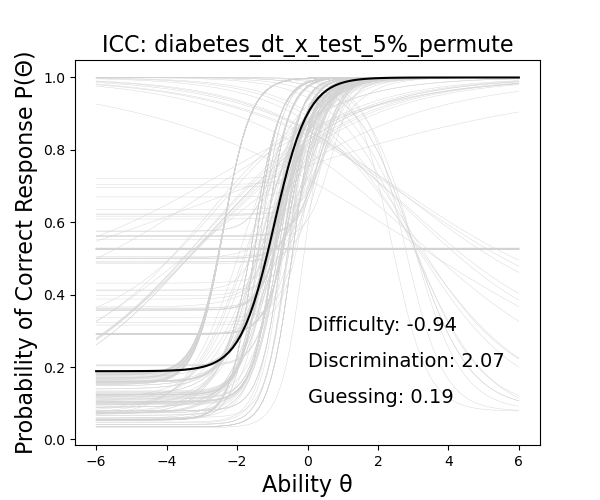 ICC: diabetes_dt_x_test_5%_permute
Probability of Correct Response P(Θ)
1.0
0.8
0.6
0.4
0.2
0.0
Difficulty: -0.94
Discrimination: 2.07
Guessing: 0.19
−6 −4 −2 0 2 4 6
Ability θ